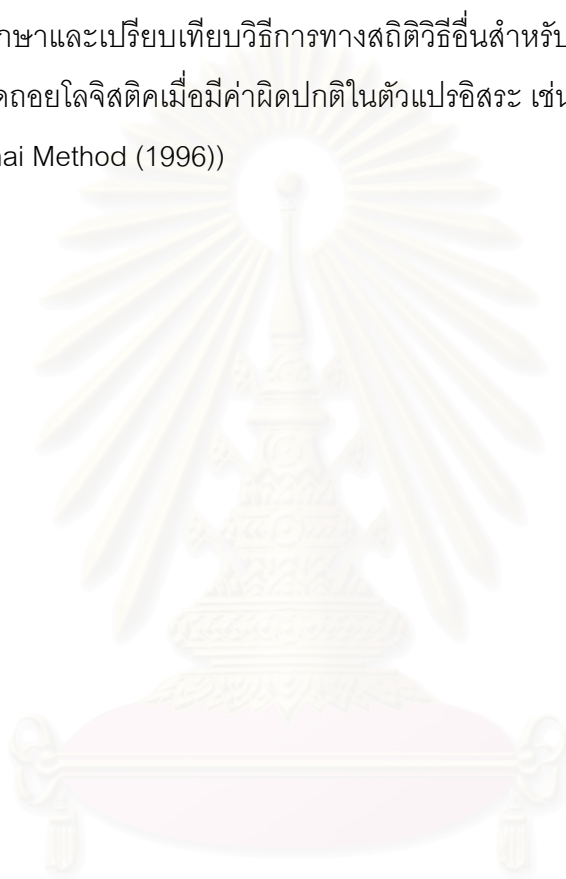 กษาและเปรียบเทียบวิธีการทางสถิติวิธีอื่นสำหรับ
ถดถอยโลจิสติคเมื่อมีค่าผิดปกติในตัวแปรอิสระ เช่น
ai Method (1996))